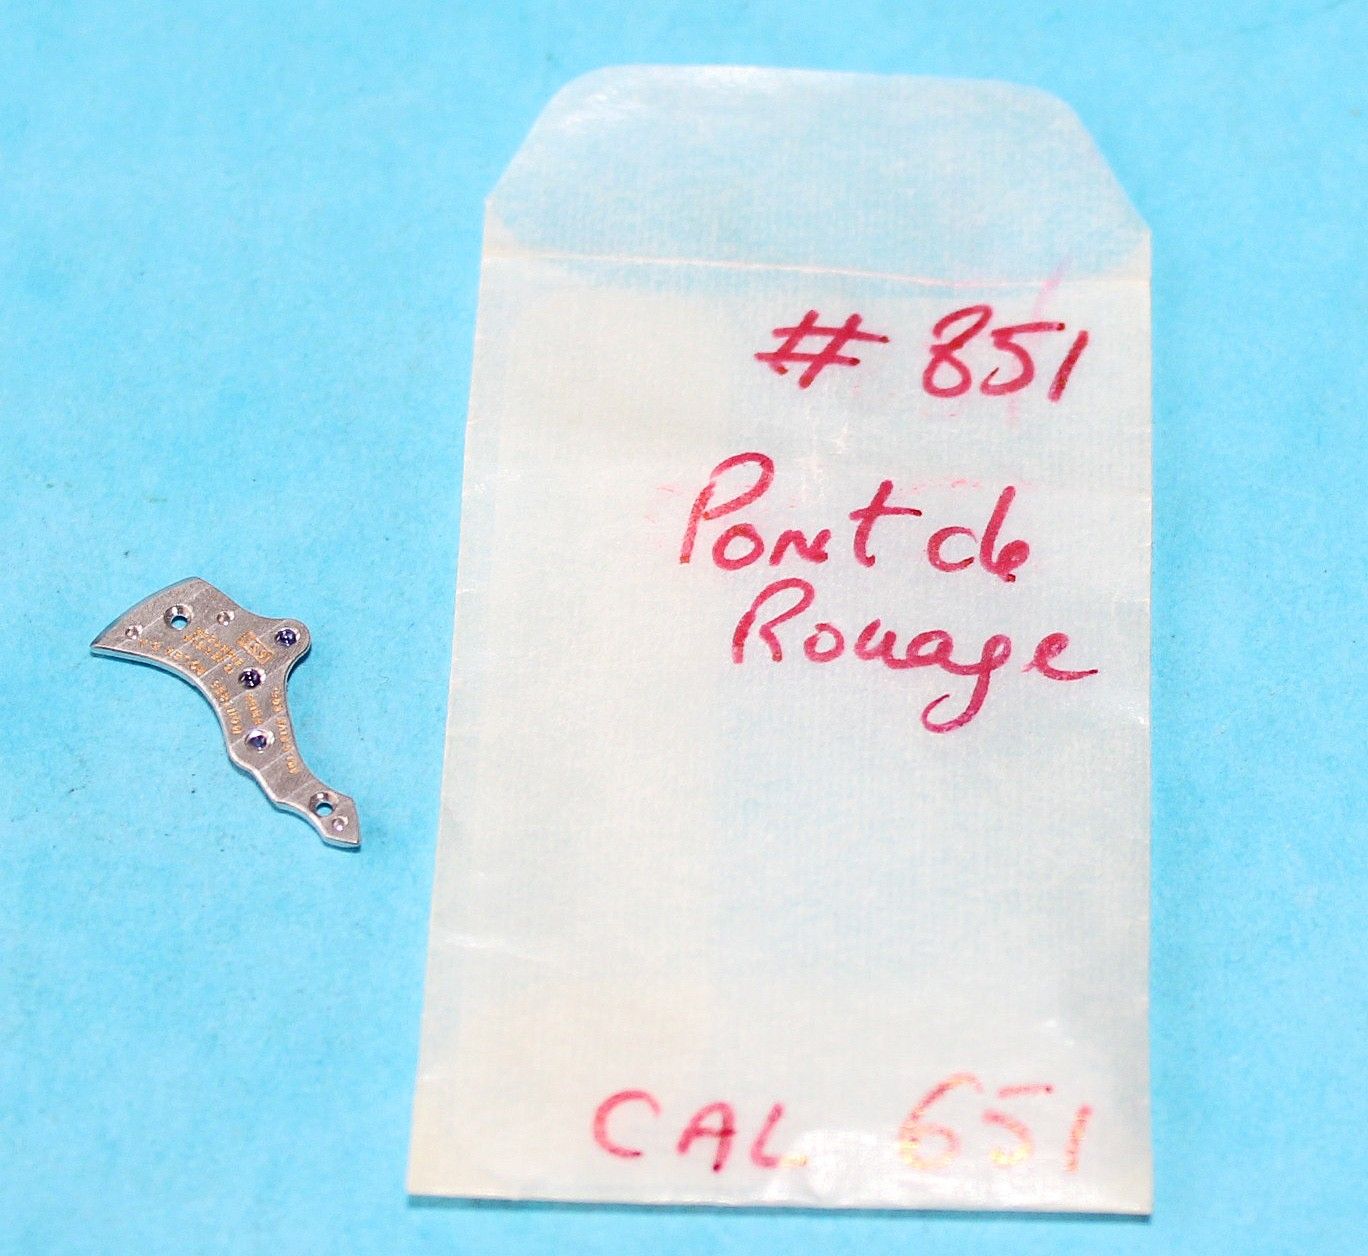 # 851
Pont de
Rouage
CAL 651